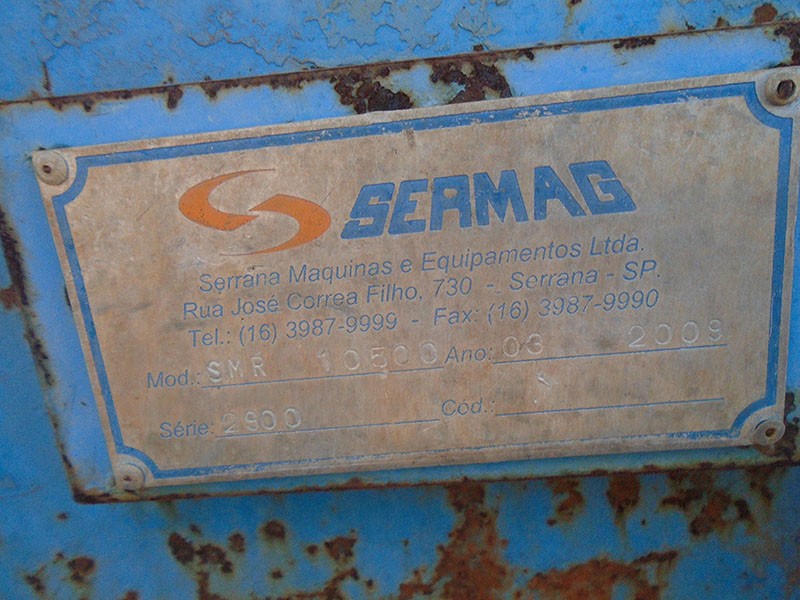 SERMAG
Serrana Maquinas e Equipamentos Ltda.
Rua José Correa Filho, 730 - Serrana - SP.
Tel.: (16) 3987-9999 - Fax: (16) 3987-9990
Mod.: SMR 10500 Ano: 03 2009
Série: 2900 Cód.: